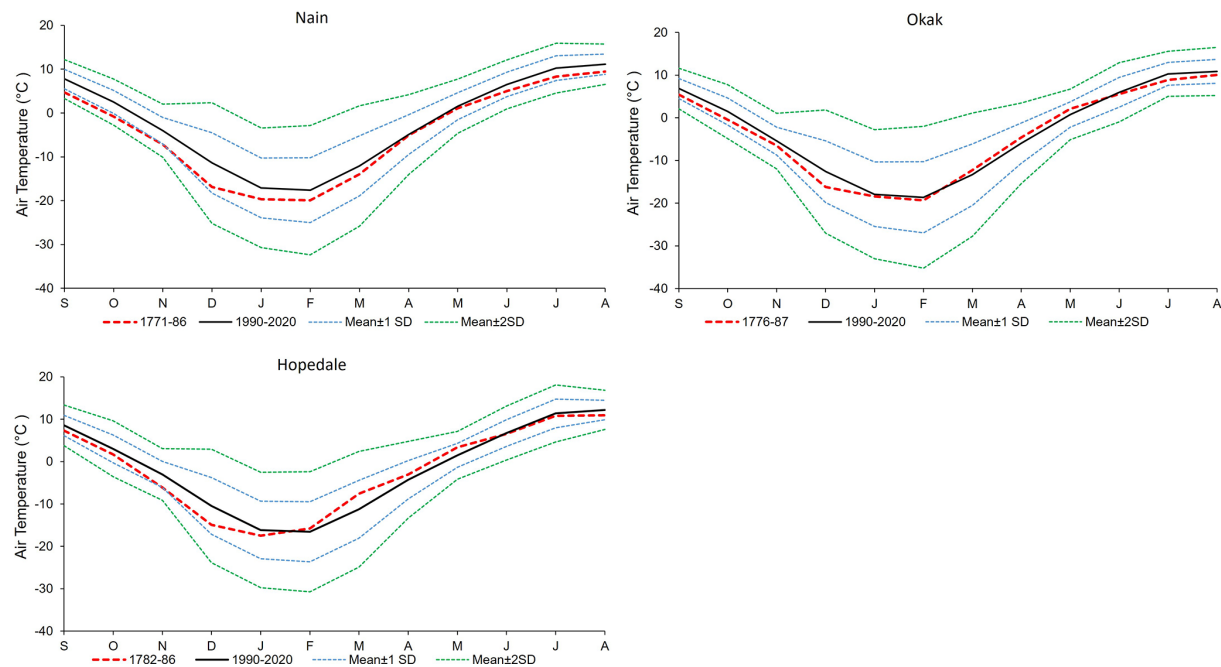 Nain
Air Temperature (°C )
20
10
0
-10
-20
-30
-40
S O N D J F M A M J J A
1771-86 1990-2020 Mean±1 SD Mean±2SD
Okak
Air Temperature (°C)
20
10
0
-10
-20
-30
-40
S O N D J F M A M J J A
1776-87 1990-2020 Mean±1 SD Mean±2SD
Hopedale
Air Temperature (°C)
20
10
0
-10
-20
-30
-40
S O N D J F M A M J J A
1782-86 1990-2020 Mean±1 SD Mean±2SD